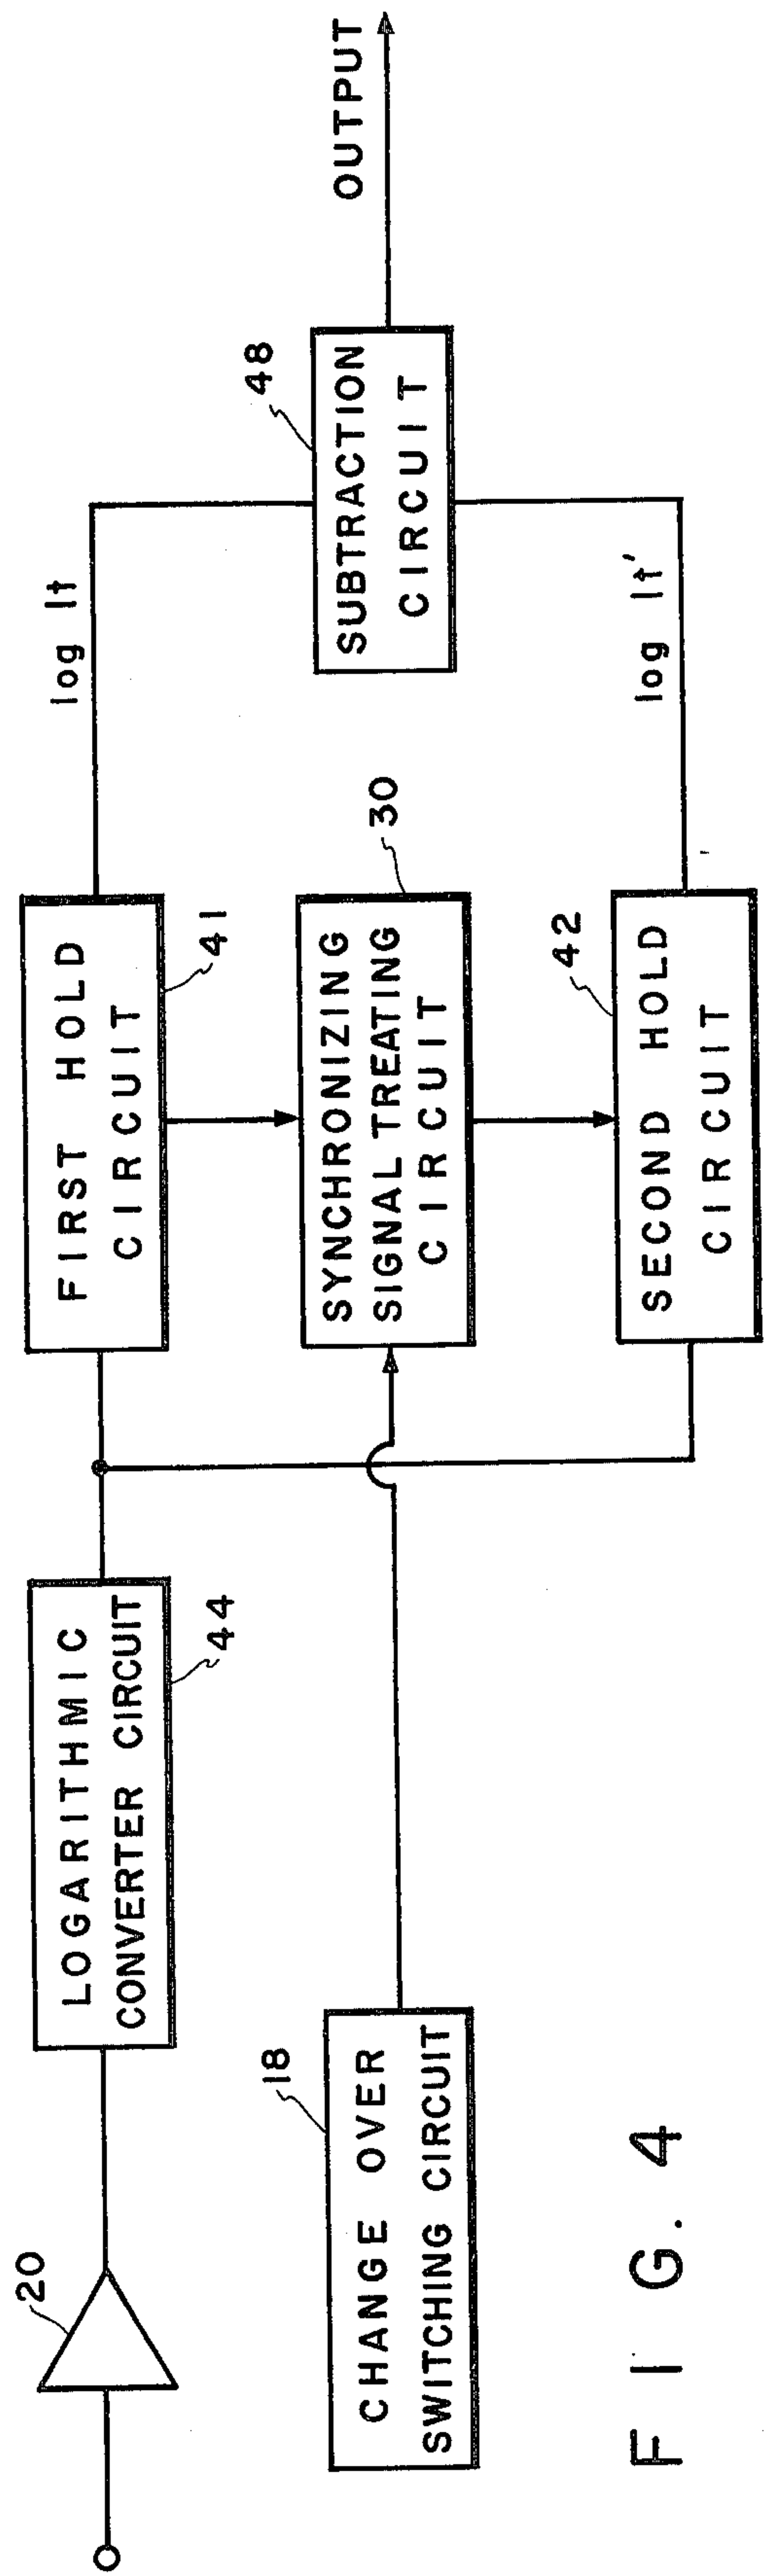 20
LOGARITHMIC
CONVERTER CIRCUIT
44
FIRST HOLD
CIRCUIT
41
log It
CHANGE OVER
SWITCHING CIRCUIT
18
SYNCHRONIZING
SIGNAL TREATING
CIRCUIT
30
SUBTRACTION
CIRCUIT
48
OUTPUT
SECOND HOLD
CIRCUIT
42
log It'
FIG. 4